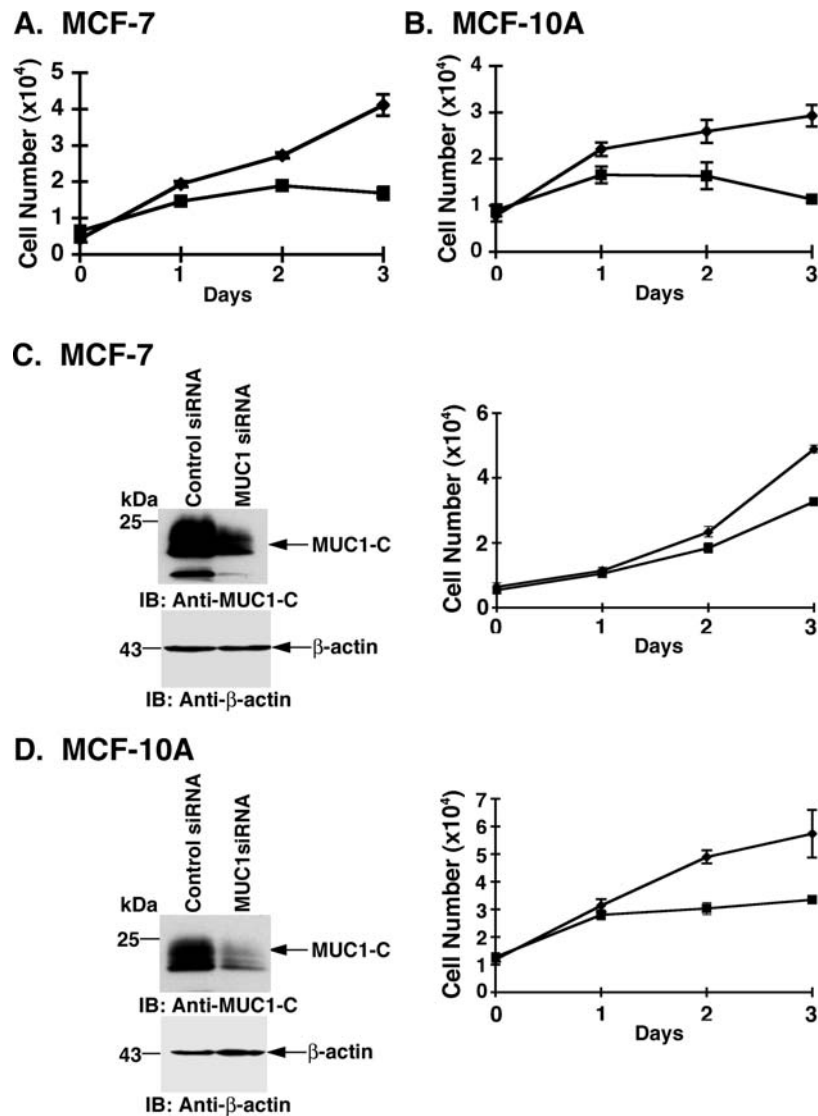 A. MCF-7
Cell Number (x10⁴)
5
4
3
2
1
0
0 1 2 3
Days
B. MCF-10A
Cell Number (x10⁴)
4
3
2
1
0
0 1 2 3
Days
C. MCF-7
Control siRNA
MUC1 siRNA
kDa
25
MUC1-C
IB: Anti-MUC1-C
43
β-actin
IB: Anti-β-actin
Cell Number (x10⁴)
6
4
2
0
0 1 2 3
Days
D. MCF-10A
Control siRNA
MUC1siRNA
kDa
25
MUC1-C
IB: Anti-MUC1-C
43
β-actin
IB: Anti-β-actin
Cell Number (x10⁴)
7
6
5
4
3
2
1
0
0 1 2 3
Days